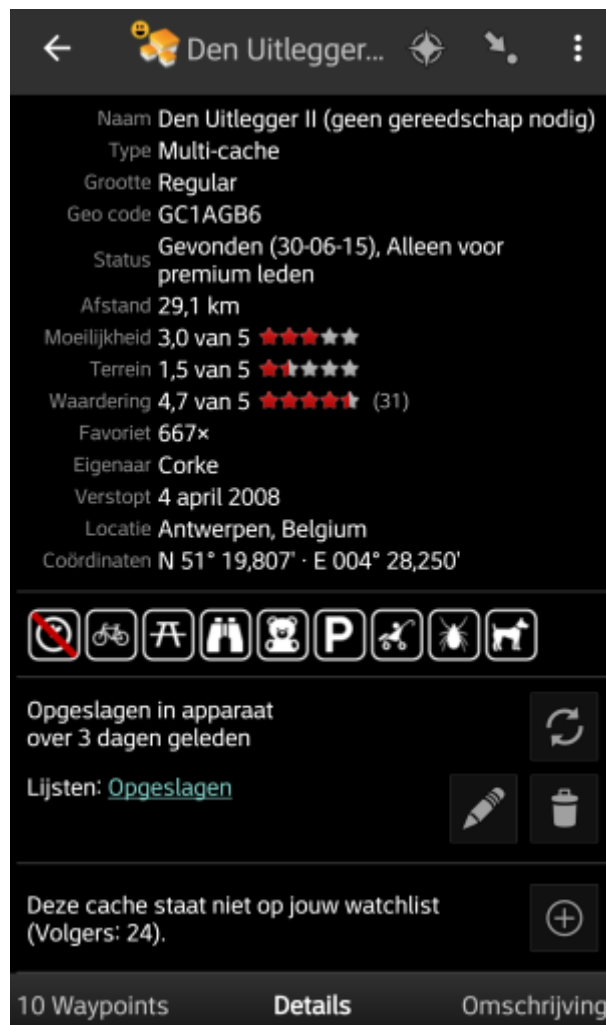 Den Uitlegger...
Naam Den Uitlegger II (geen gereedschap nodig)
Type Multi-cache
Grootte Regular
Geo code GC1AGB6
Status Gevonden (30-06-15), Alleen voor
premium leden
Afstand 29,1 km
Moeilijkheid 3,0 van 5
Terrein 1,5 van 5
Waardering 4,7 van 5 (31)
Favoriet 667×
Eigenaar Corke
Verstopt 4 april 2008
Locatie Antwerpen, Belgium
Coördinaten N 51° 19,807' · E 004° 28,250'
P
Opgeslagen in apparaat
over 3 dagen geleden
Lijsten: Opgeslagen
Deze cache staat niet op jouw watchlist
(Volgers: 24).
10 Waypoints Details Omschrijving